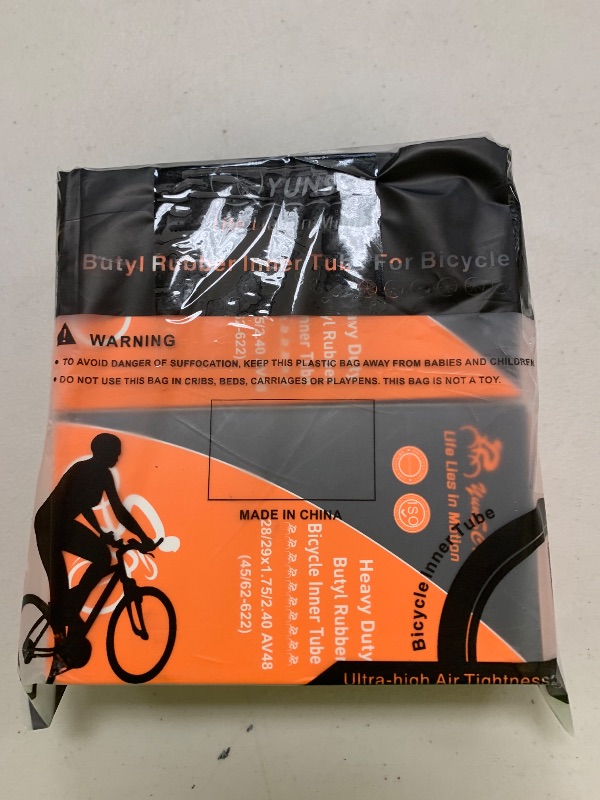 Butyl Rubber Inner Tube For Bicycle
WARNING
• TO AVOID DANGER OF SUFFOCATION, KEEP THIS PLASTIC BAG AWAY FROM BABIES AND CHILDREN
• DO NOT USE THIS BAG IN CRIBS, BEDS, CARRIAGES OR PLAYPENS. THIS BAG IS NOT A TOY.
MADE IN CHINA
ISO
Life Lies in Motion
Heavy Duty
Butyl Rubber
Bicycle Inner Tube
28/29x1.75/2.40 AV48
(45/62-622)
Bicycle Inner Tube
Ultra-high Air Tightness